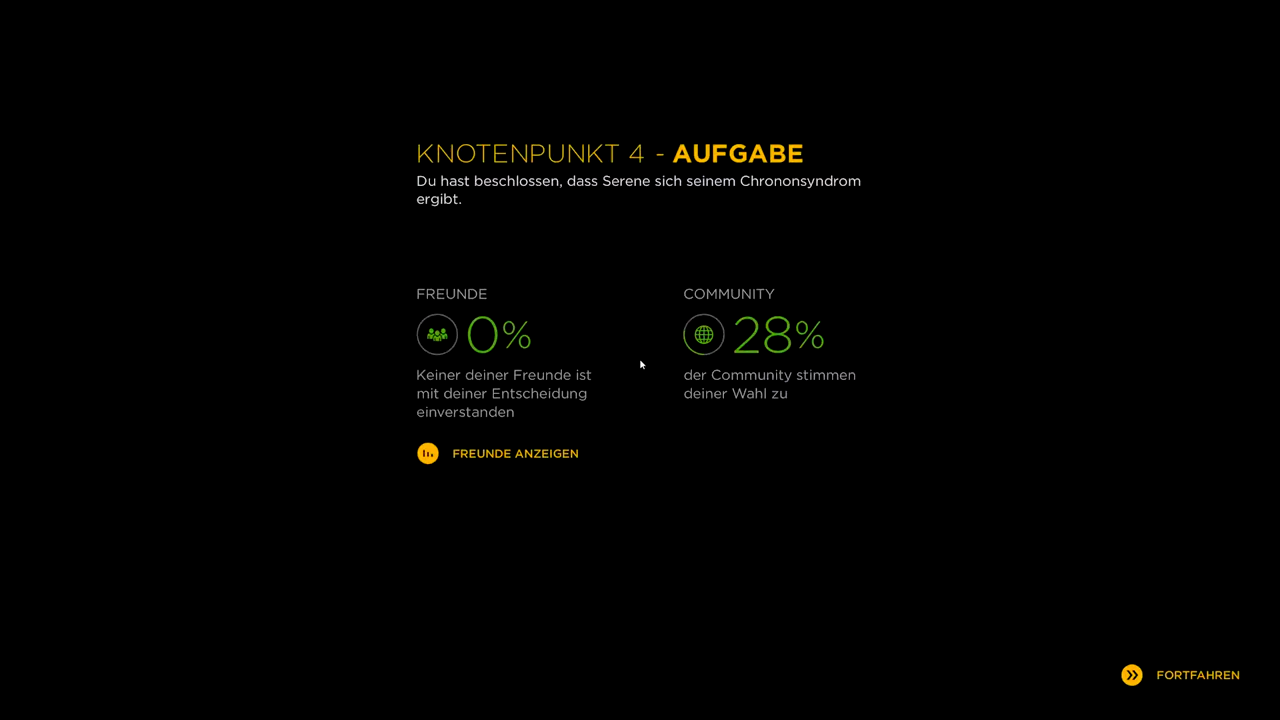 KNOTENPUNKT 4 - AUFGABE
Du hast beschlossen, dass Serene sich seinem Chrononsyndrom
ergibt.
FREUNDE
0%
Keiner deiner Freunde ist
mit deiner Entscheidung
einverstanden
FREUNDE ANZEIGEN
COMMUNITY
28%
der Community stimmen
deiner Wahl zu
FORTFAHREN